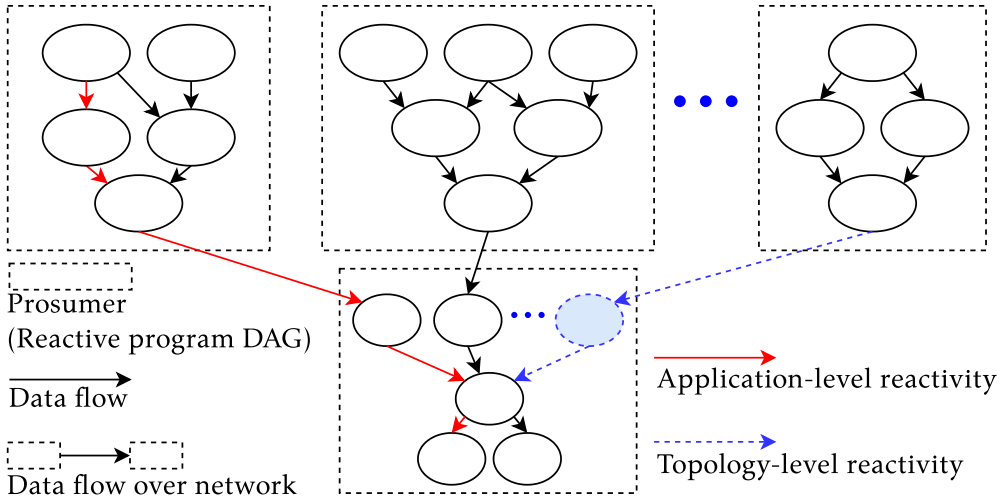 Prosumer
(Reactive program DAG)
Data flow
Data flow over network
Application-level reactivity
Topology-level reactivity